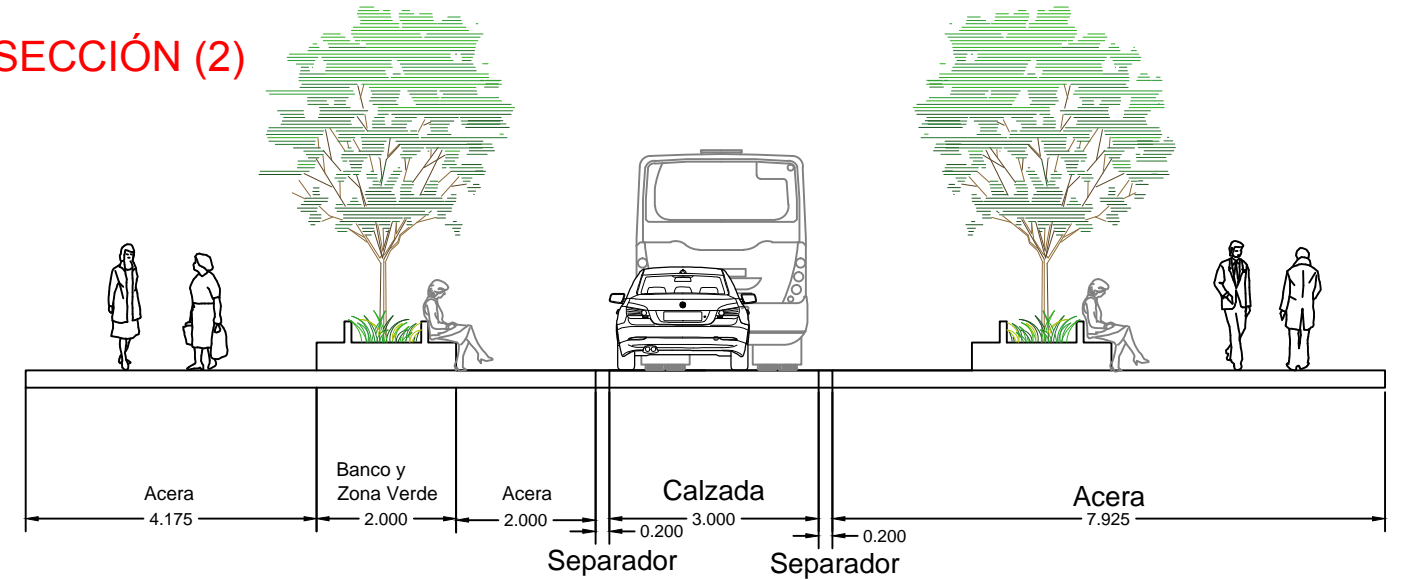 SECCIÓN (2)
Banco y
Zona Verde
Acera
Acera
Calzada
Acera
4.175
2.000
2.000
3.000
7.925
0.200
0.200
Separador
Separador